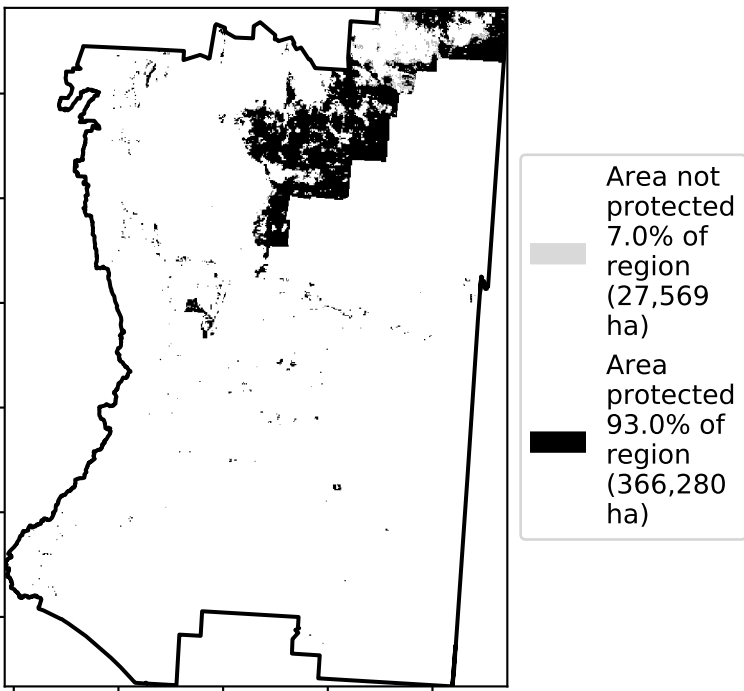 Area not
protected
7.0% of
region
(27,569
ha)
Area
protected
93.0% of
region
(366,280
ha)